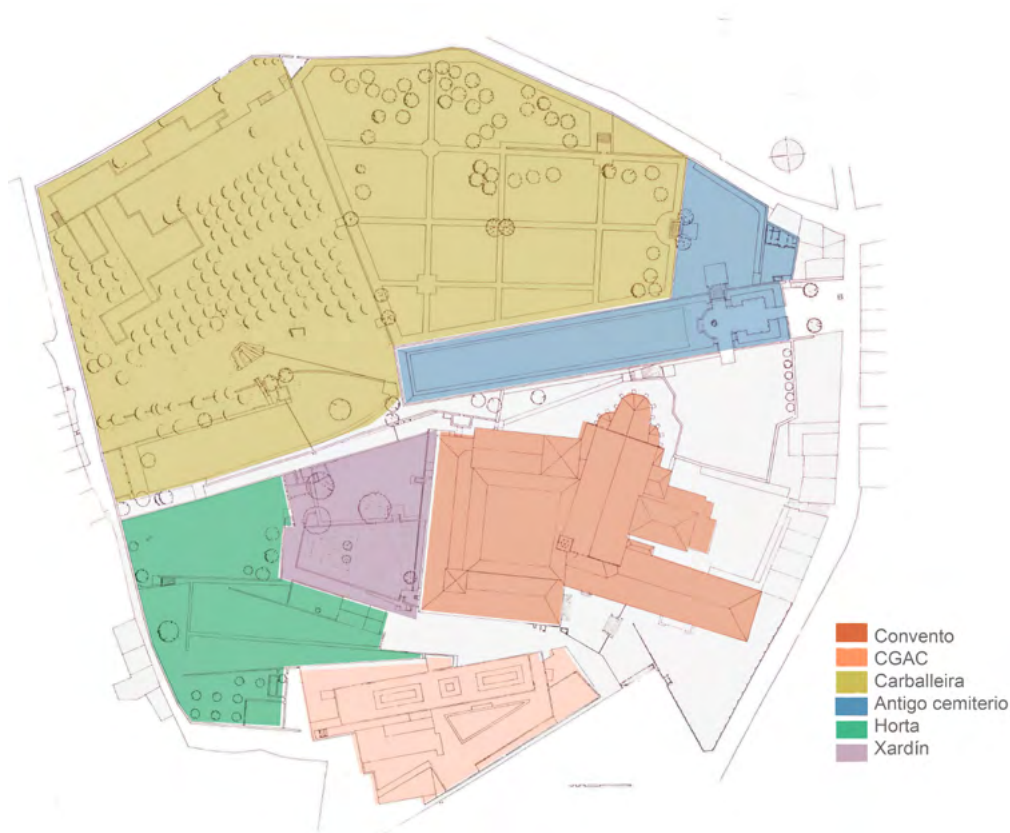 Convento
CGAC
Carballeira
Antigo cemiterio
Horta
Xardín